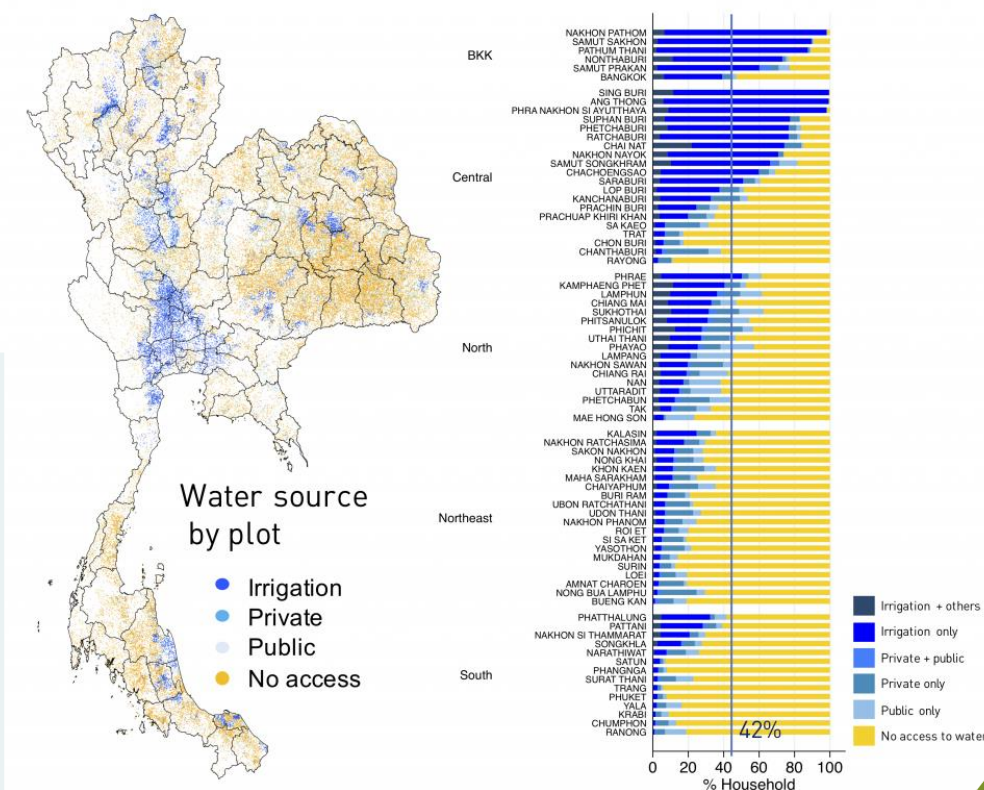 Water source
by plot
Irrigation
Private
Public
No access
BKK
NAKHON PATHOM
SAMUT SAKHON
PATHUM THANI
NONTHABURI
SAMUT PRAKAN
BANGKOK
Central
SING BURI
ANG THONG
PHRA NAKHON SI AYUTTHAYA
SUPHAN BURI
PHETCHABURI
RATCHABURI
CHAI NAT
NAKHON NAYOK
SAMUT SONGKHRAM
CHACHOENGSAO
SARABURI
LOP BURI
KANCHANABURI
PRACHIN BURI
PRACHUAP KHIRI KHAN
SA KAEO
TRAT
CHON BURI
CHANTHABURI
RAYONG
North
PHRAE
KAMPHAENG PHET
LAMPHUN
CHIANG MAI
SUKHOTHAI
PHITSANULOK
PHICHIT
UTHAI THANI
PHAYAO
LAMPANG
NAKHON SAWAN
CHIANG RAI
NAN
UTTARADIT
PHETCHABUN
TAK
MAE HONG SON
Northeast
KALASIN
NAKHON RATCHASIMA
SAKON NAKHON
NONG KHAI
KHON KAEN
MAHA SARAKHAM
CHAIYAPHUM
BURI RAM
UBON RATCHATHANI
UDON THANI
NAKHON PHANOM
ROI ET
SI SA KET
YASOTHON
MUKDAHAN
SURIN
LOEI
AMNAT CHAROEN
NONG BUA LAMPHU
BUENG KAN
South
PHATTHALUNG
PATTANI
NAKHON SI THAMMARAT
SONGKHLA
NARATHIWAT
SATUN
PHANGNGA
SURAT THANI
TRANG
PHUKET
YALA
KRABI
CHUMPHON
RANONG
42%
0 20 40 60 80 100
% Household
Irrigation + others
Irrigation only
Private + public
Private only
Public only
No access to water